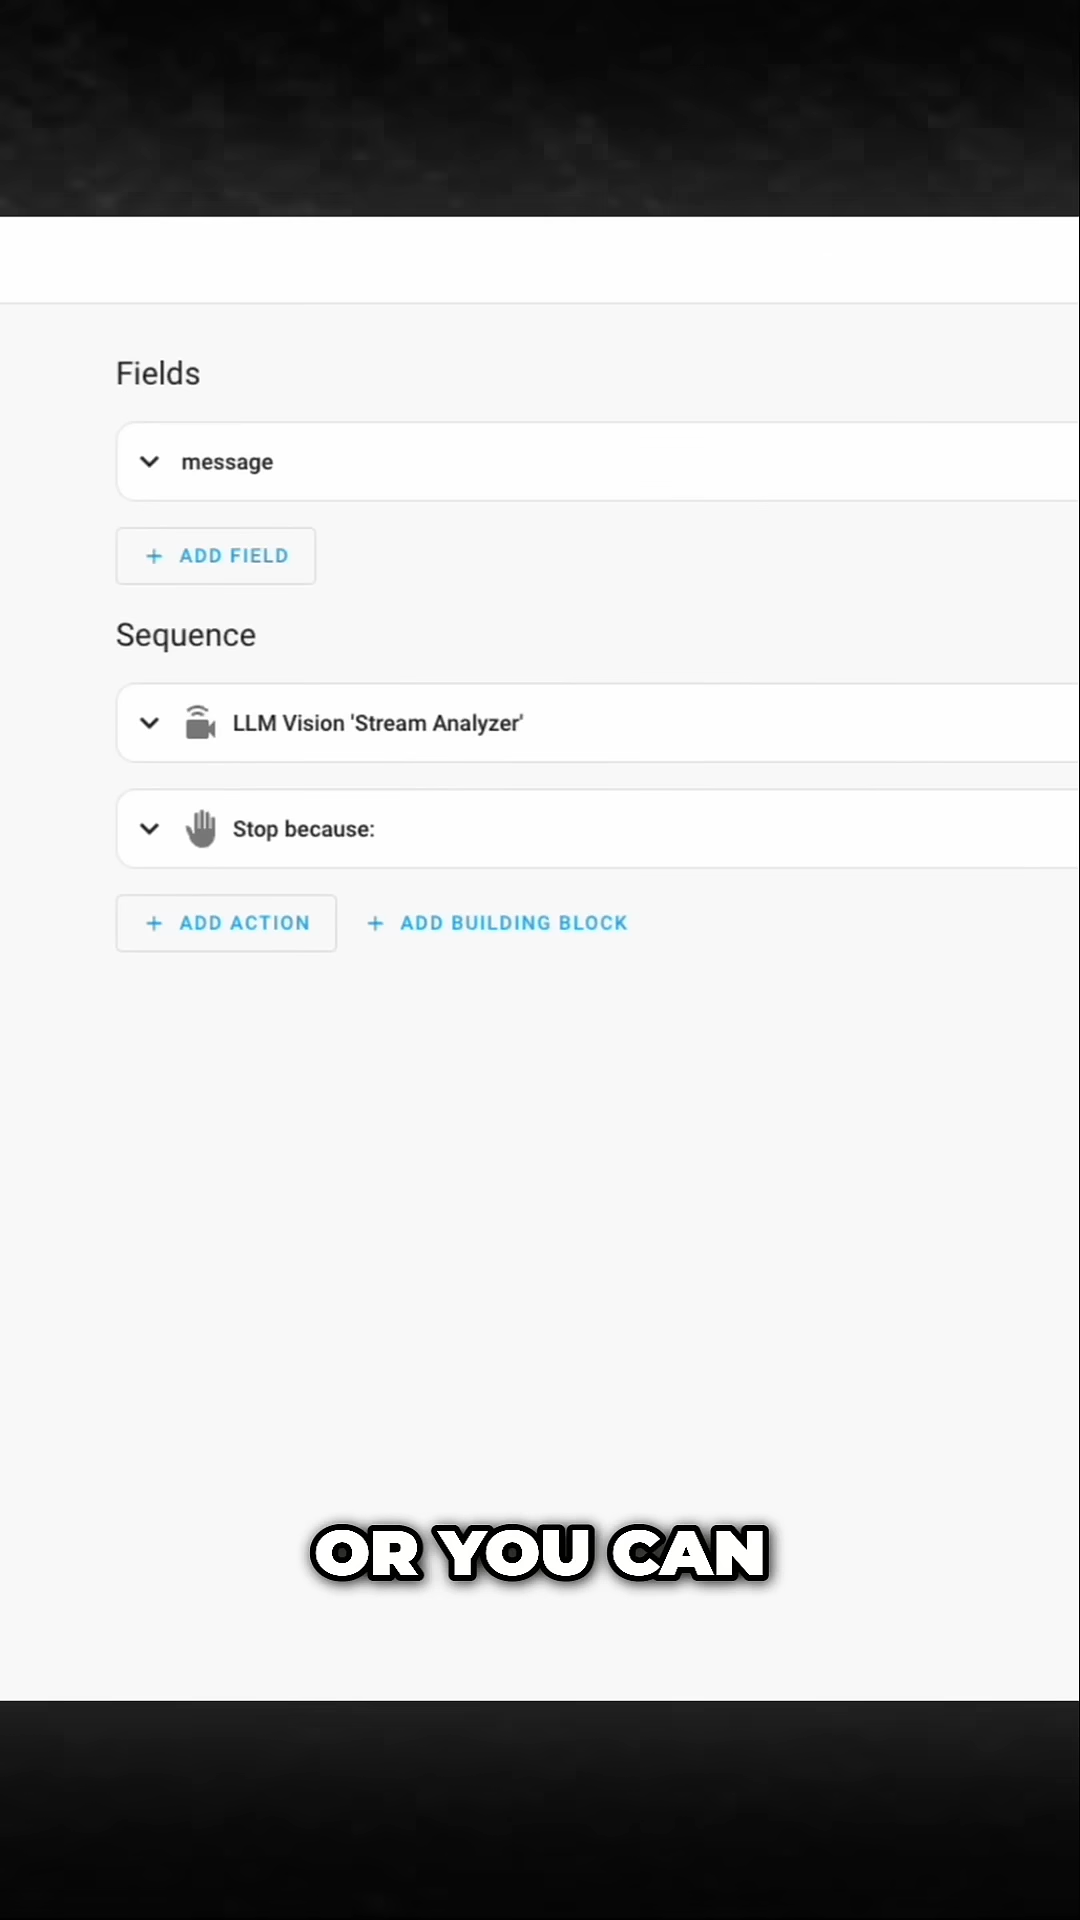 Fields
message
+ ADD FIELD
Sequence
LLM Vision 'Stream Analyzer'
Stop because:
+ ADD ACTION + ADD BUILDING BLOCK
OR YOU CAN